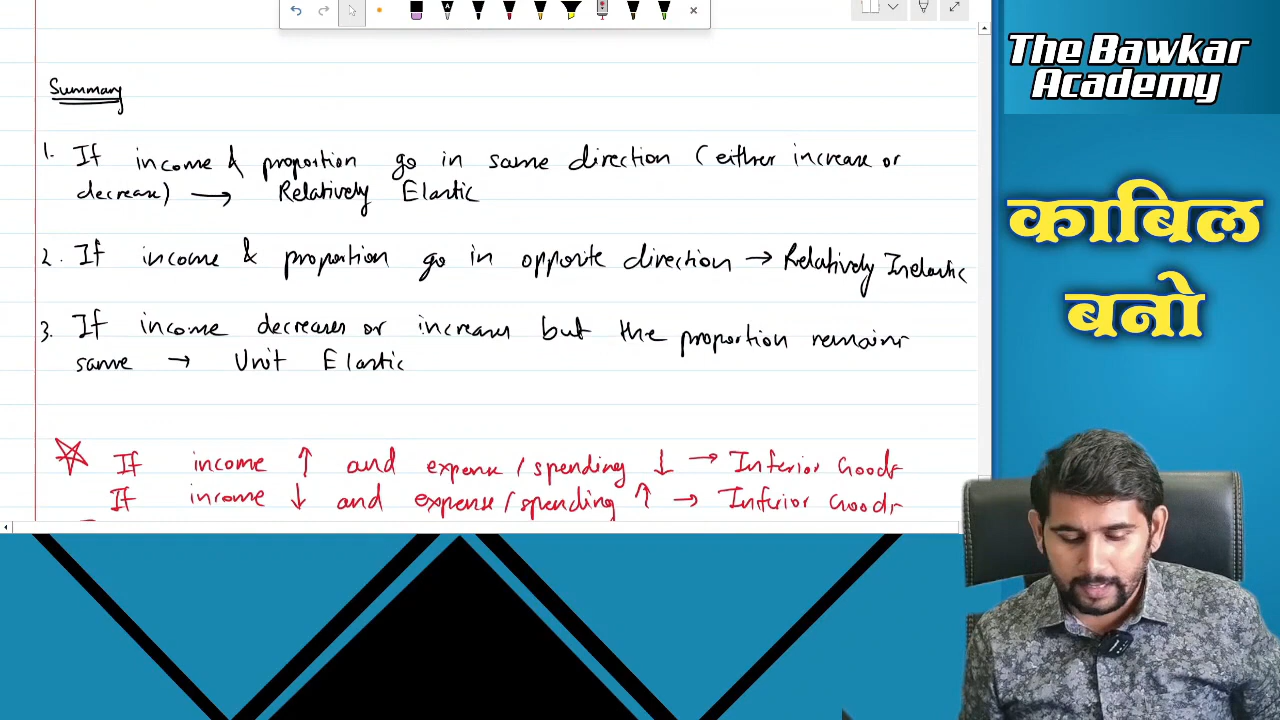 Summary
1. If income & proportion go in same direction (either increase or
decrease) → Relatively Elastic
2. If income & proportion go in opposite direction → Relatively Inelastic
3. If income decreases or increases but the proportion remains
same → Unit Elastic
☆ If income ↑ and expense/spending ↓ → Inferior Goods
If income ↓ and expense/spending ↑ → Inferior Goods
The Bawkar
Academy
काबिल
बनो